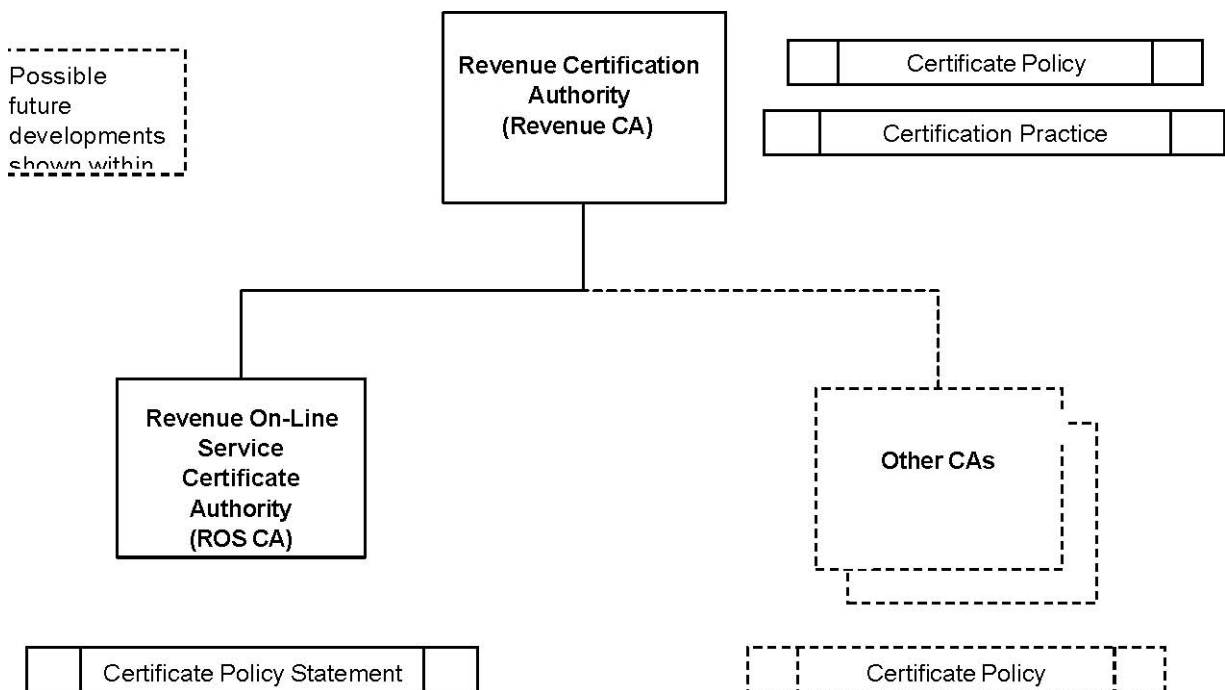 Possible
future
developments
shown within
Revenue Certification
Authority
(Revenue CA)
Certificate Policy
Certification Practice
Revenue On-Line
Service
Certificate
Authority
(ROS CA)
Other CAs
Certificate Policy Statement
Certificate Policy